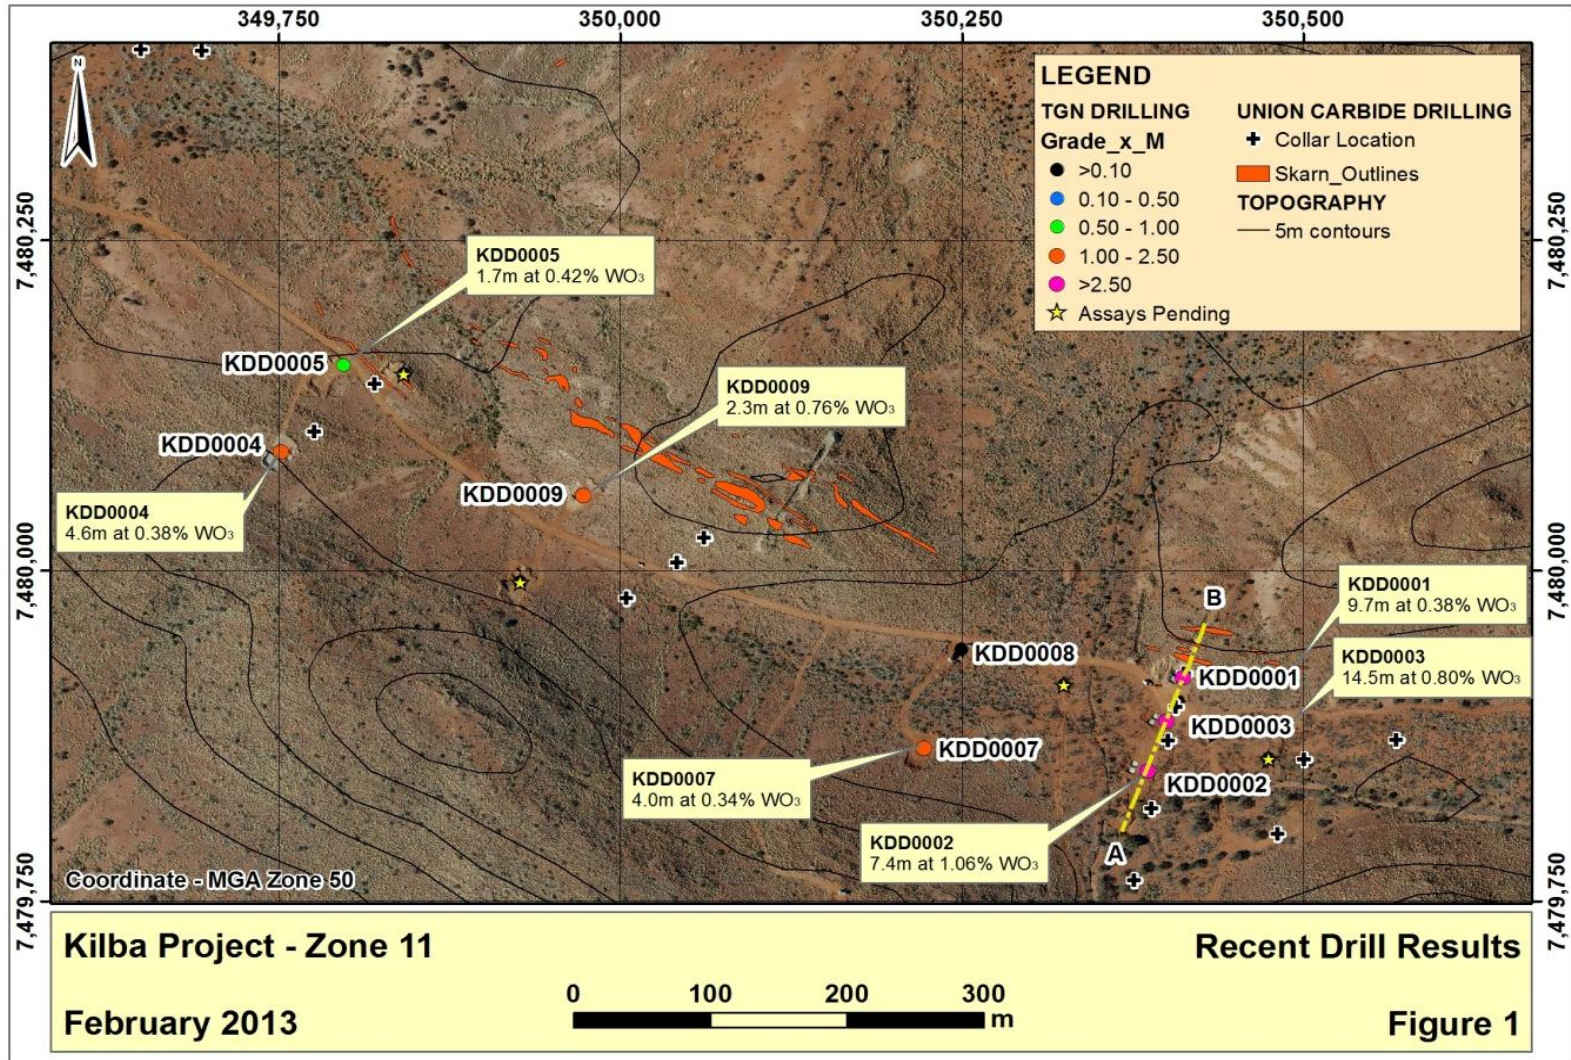 349,750
350,000
350,250
350,500
N
LEGEND
TGN DRILLING
Grade_x_M
>0.10
0.10 - 0.50
0.50 - 1.00
1.00 - 2.50
>2.50
Assays Pending
UNION CARBIDE DRILLING
Collar Location
Skarn_Outlines
TOPOGRAPHY
5m contours
7,480,250
7,480,250
KDD0005
1.7m at 0.42% WO₃
KDD0005
KDD0009
2.3m at 0.76% WO₃
KDD0004
KDD0009
KDD0004
4.6m at 0.38% WO₃
7,480,000
7,480,000
KDD0001
9.7m at 0.38% WO₃
B
KDD0008
KDD0003
14.5m at 0.80% WO₃
KDD0001
KDD0003
KDD0007
KDD0007
4.0m at 0.34% WO₃
KDD0002
KDD0002
7.4m at 1.06% WO₃
A
Coordinate - MGA Zone 50
7,479,750
7,479,750
Kilba Project - Zone 11
Recent Drill Results
0
100
200
300
m
February 2013
Figure 1